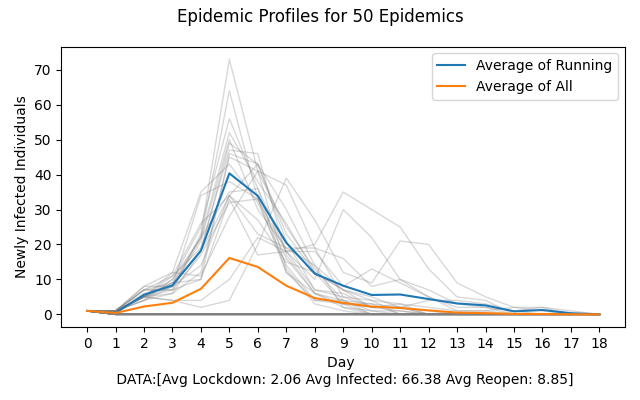 Epidemic Profiles for 50 Epidemics
Newly Infected Individuals
70
60
50
40
30
20
10
0
Average of Running
Average of All
0 1 2 3 4 5 6 7 8 9 10 11 12 13 14 15 16 17 18
Day
DATA:[Avg Lockdown: 2.06 Avg Infected: 66.38 Avg Reopen: 8.85]